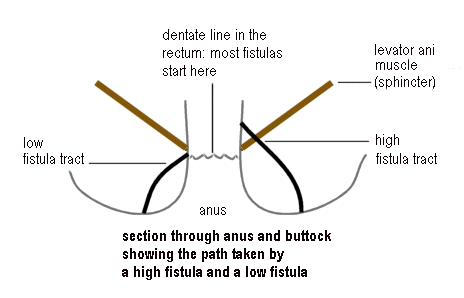 dentate line in the
rectum: most fistulas
start here
levator ani
muscle
(sphincter)
low
fistula tract
high
fistula tract
anus
section through anus and buttock
showing the path taken by
a high fistula and a low fistula